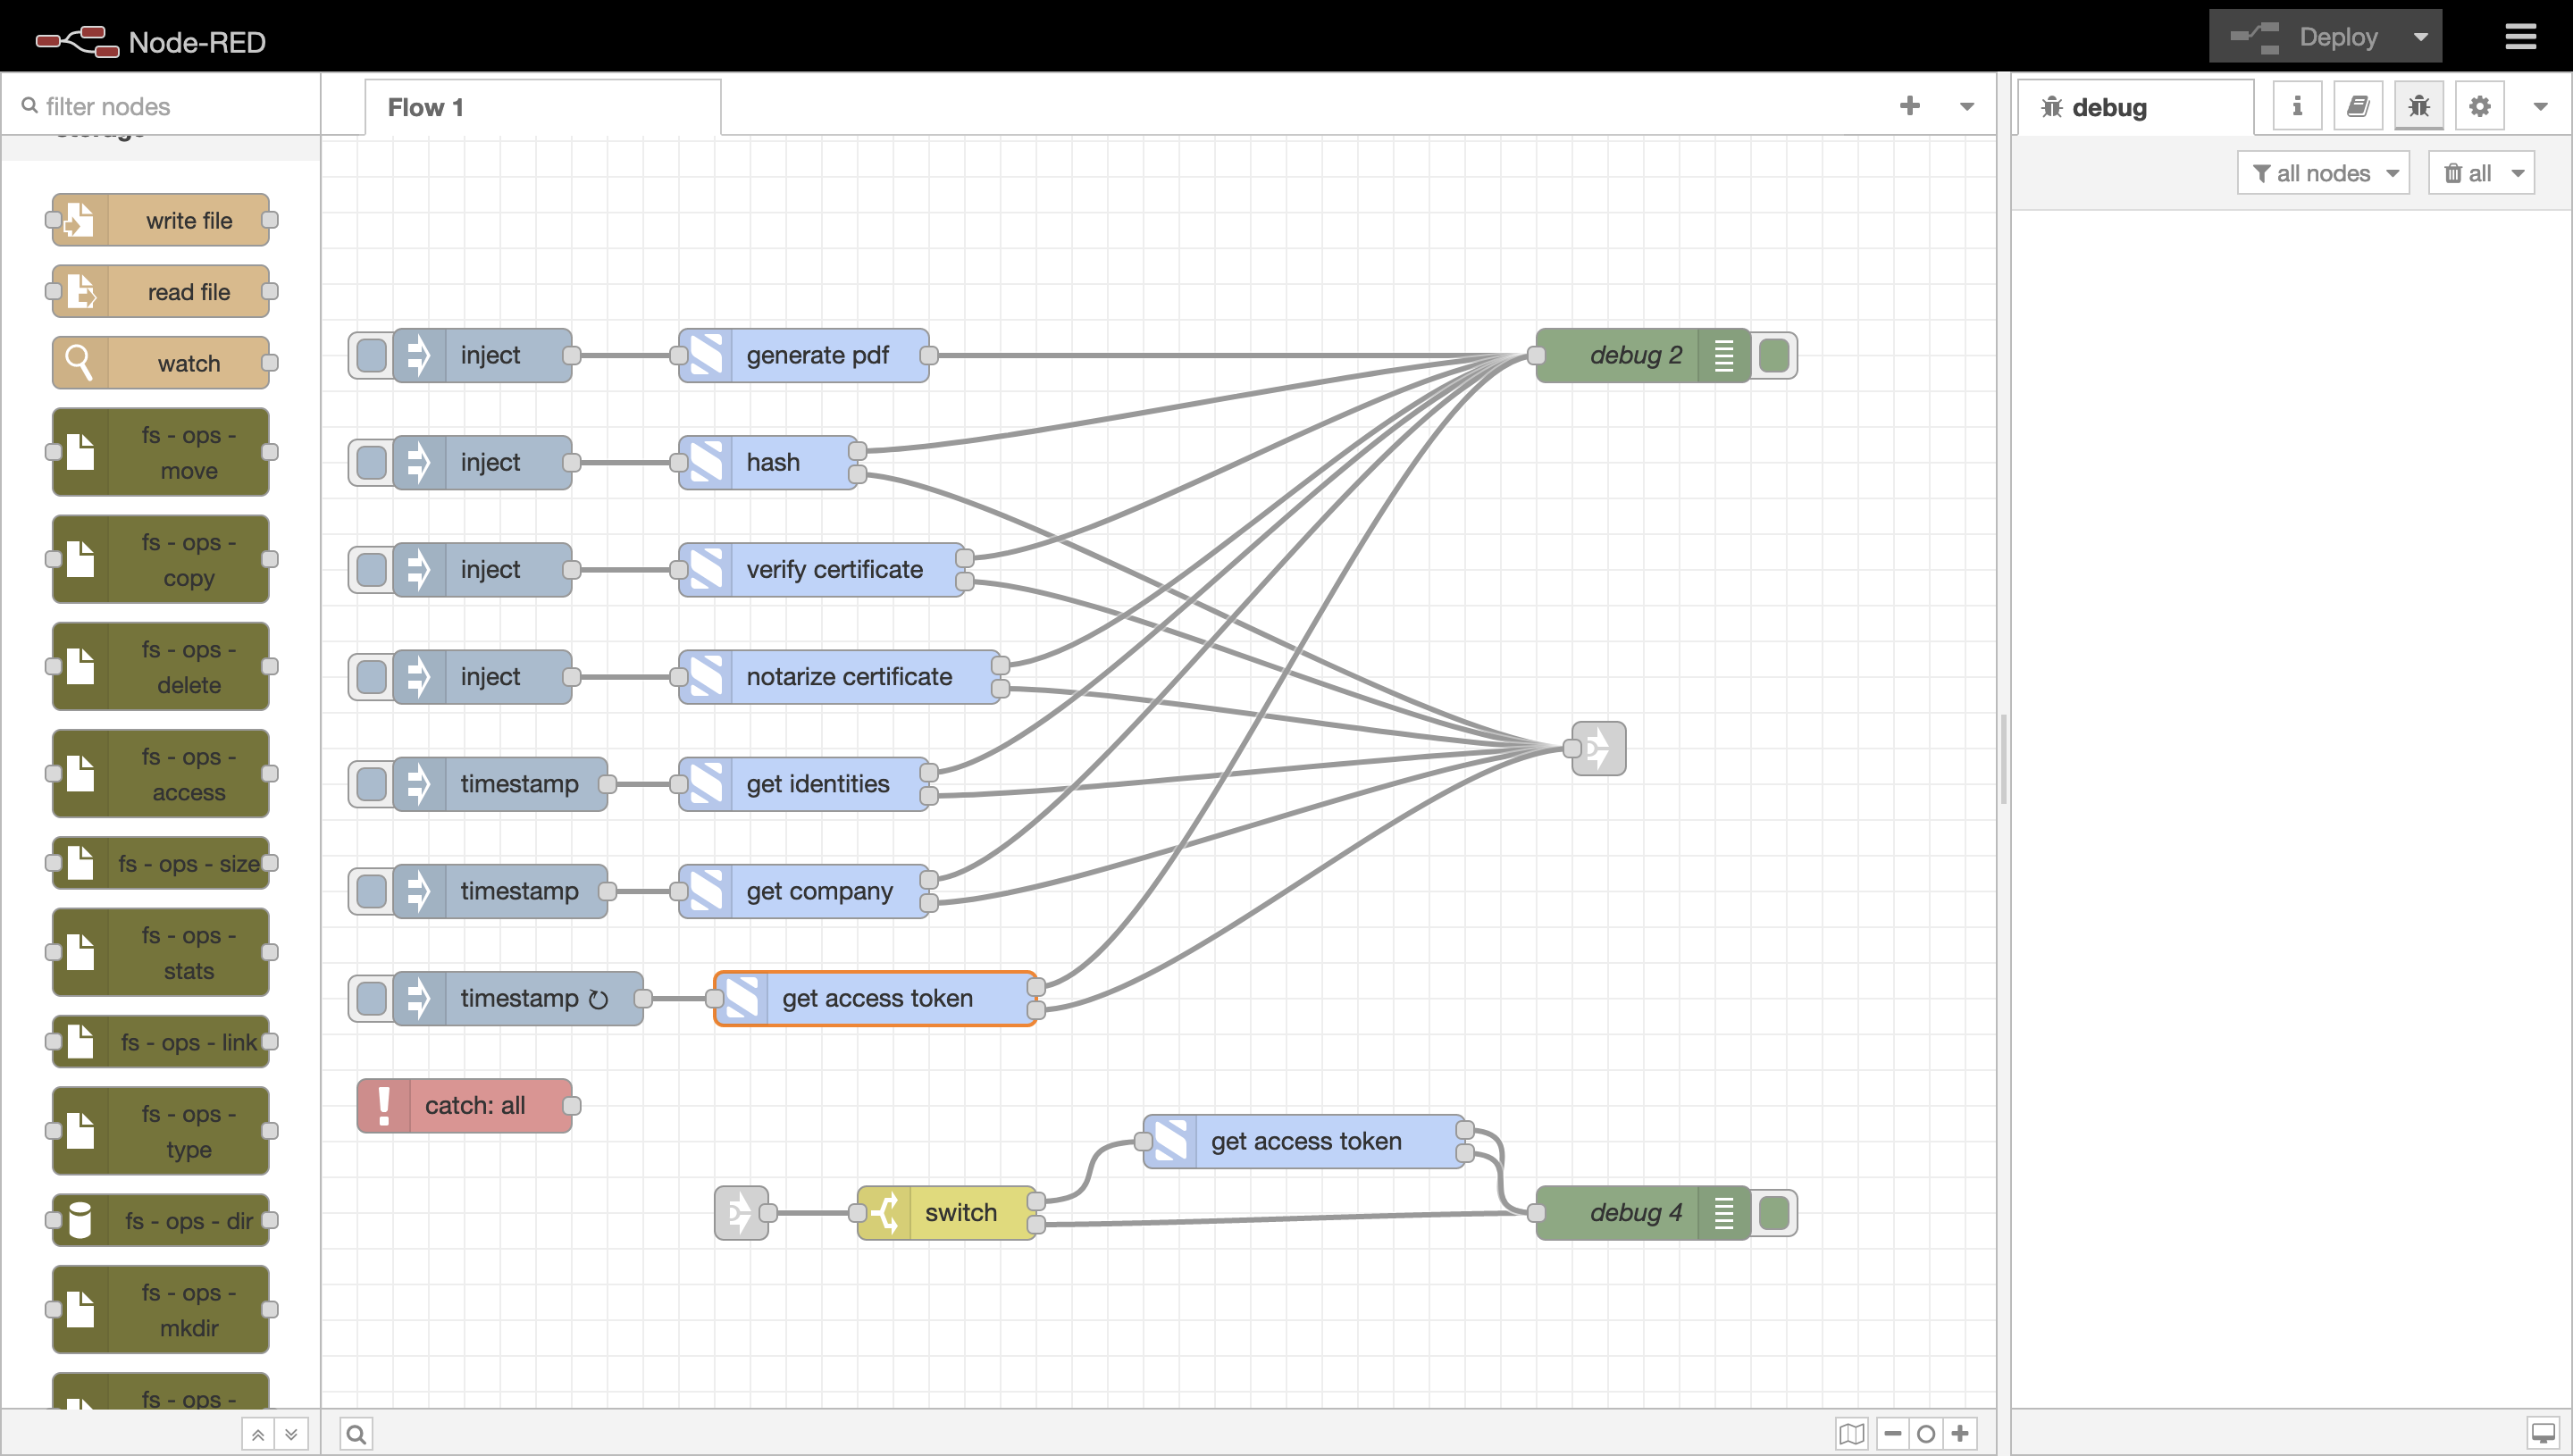 Node-RED
Deploy
filter nodes
Flow 1
debug
storage
all nodes
all
write file
read file
watch
fs - ops -
move
fs - ops -
copy
fs - ops -
delete
fs - ops -
access
fs - ops - size
fs - ops -
stats
fs - ops - link
fs - ops -
type
fs - ops - dir
fs - ops -
mkdir
fs - ops -
inject
generate pdf
debug 2
inject
hash
inject
verify certificate
inject
notarize certificate
timestamp
get identities
timestamp
get company
timestamp ↻
get access token
catch: all
get access token
switch
debug 4